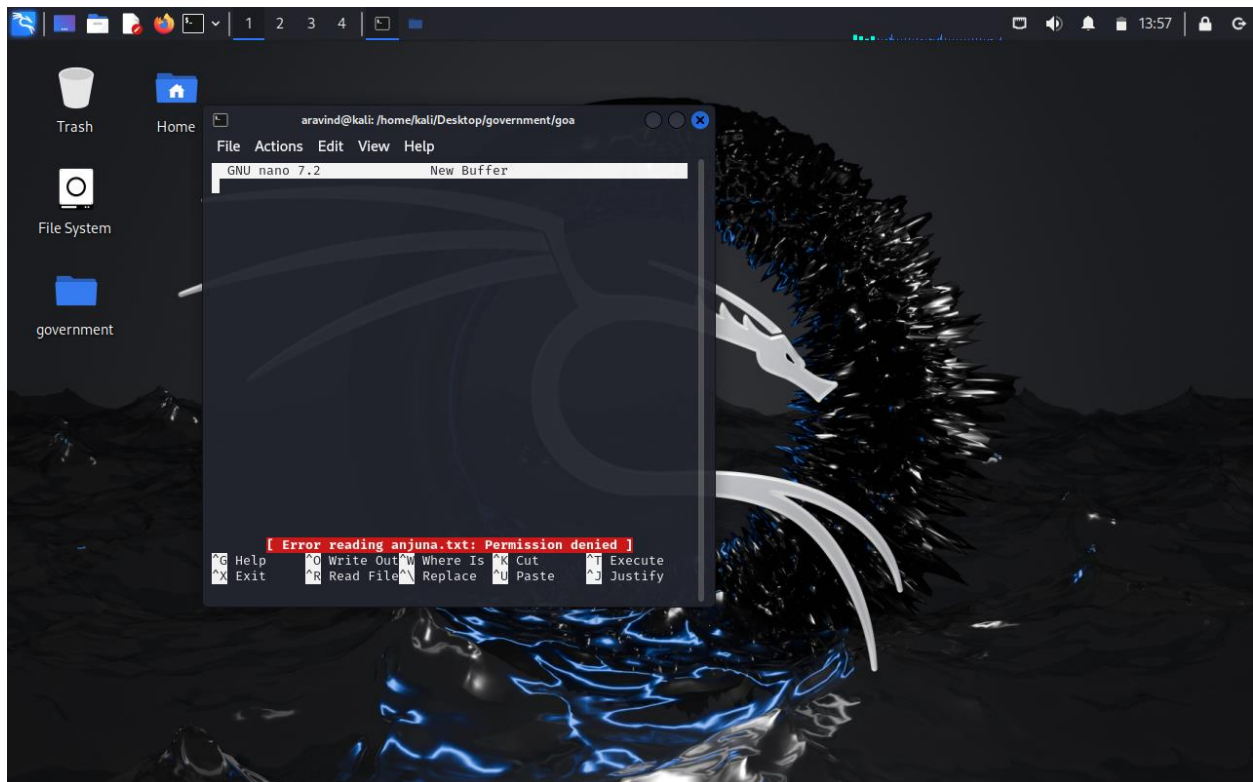 1 2 3 4 13:57
Trash
Home
File System
government
aravind@kali: /home/kali/Desktop/government/goa
File Actions Edit View Help
GNU nano 7.2 New Buffer
[ Error reading anjuna.txt: Permission denied ]
^G Help ^O Write Out ^W Where Is ^K Cut ^T Execute
^X Exit ^R Read File ^\ Replace ^U Paste ^J Justify